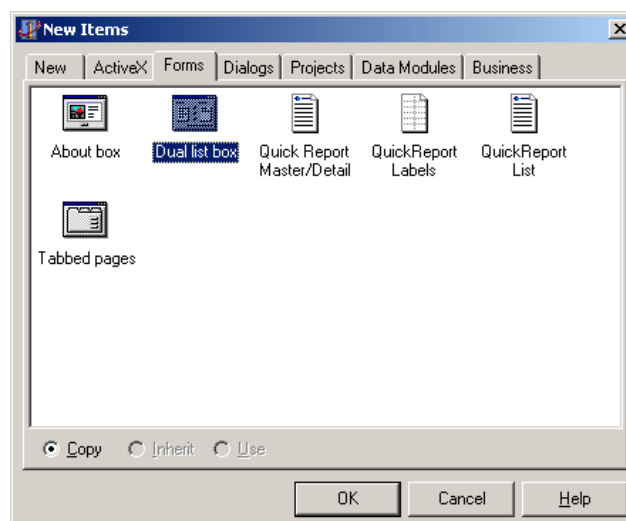 New Items
New ActiveX Forms Dialogs Projects Data Modules Business
About box Dual list box Quick Report Master/Detail QuickReport Labels QuickReport List
Tabbed pages
Copy Inherit Use
OK Cancel Help